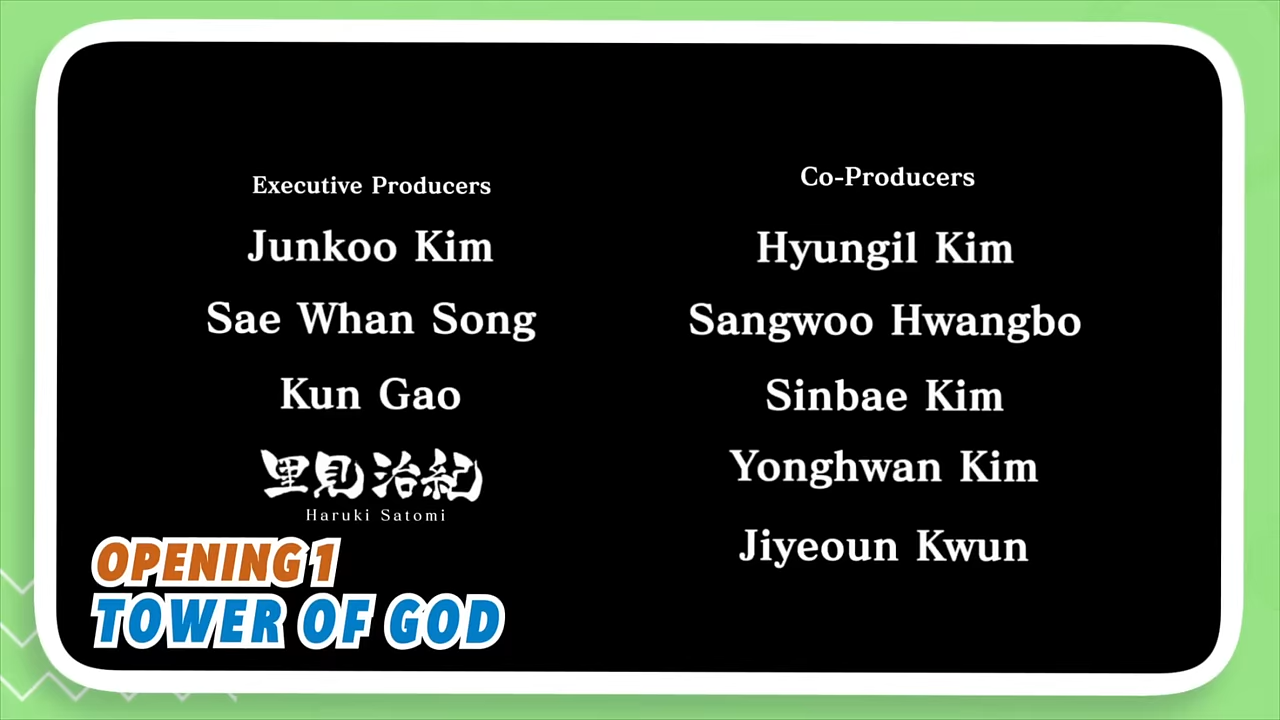 Executive Producers
Junkoo Kim
Sae Whan Song
Kun Gao
里見治紀
Haruki Satomi
Co-Producers
Hyungil Kim
Sangwoo Hwangbo
Sinbae Kim
Yonghwan Kim
Jiyeoun Kwun
OPENING 1
TOWER OF GOD